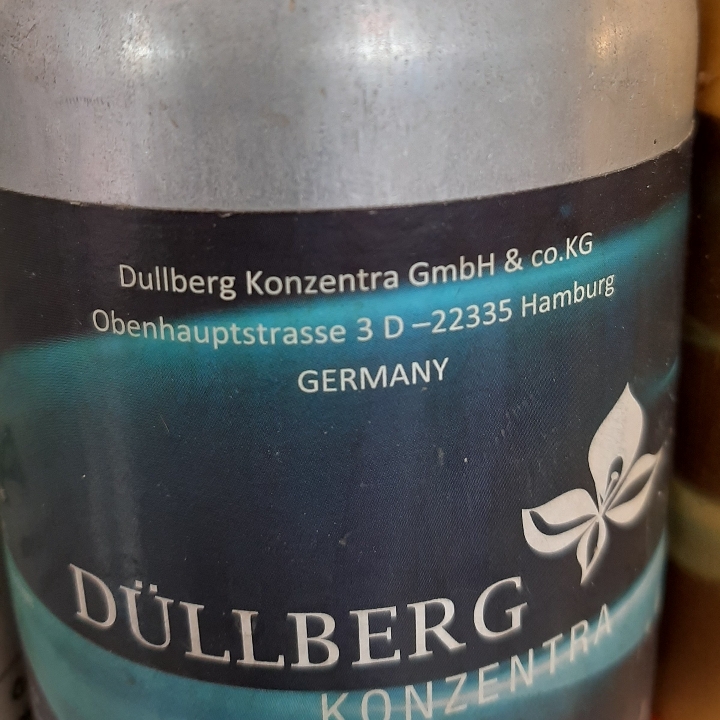 Dullberg Konzentra GmbH & co.KG
Obenhauptstrasse 3 D –22335 Hamburg
GERMANY
DÜLLBERG
KONZENTRA